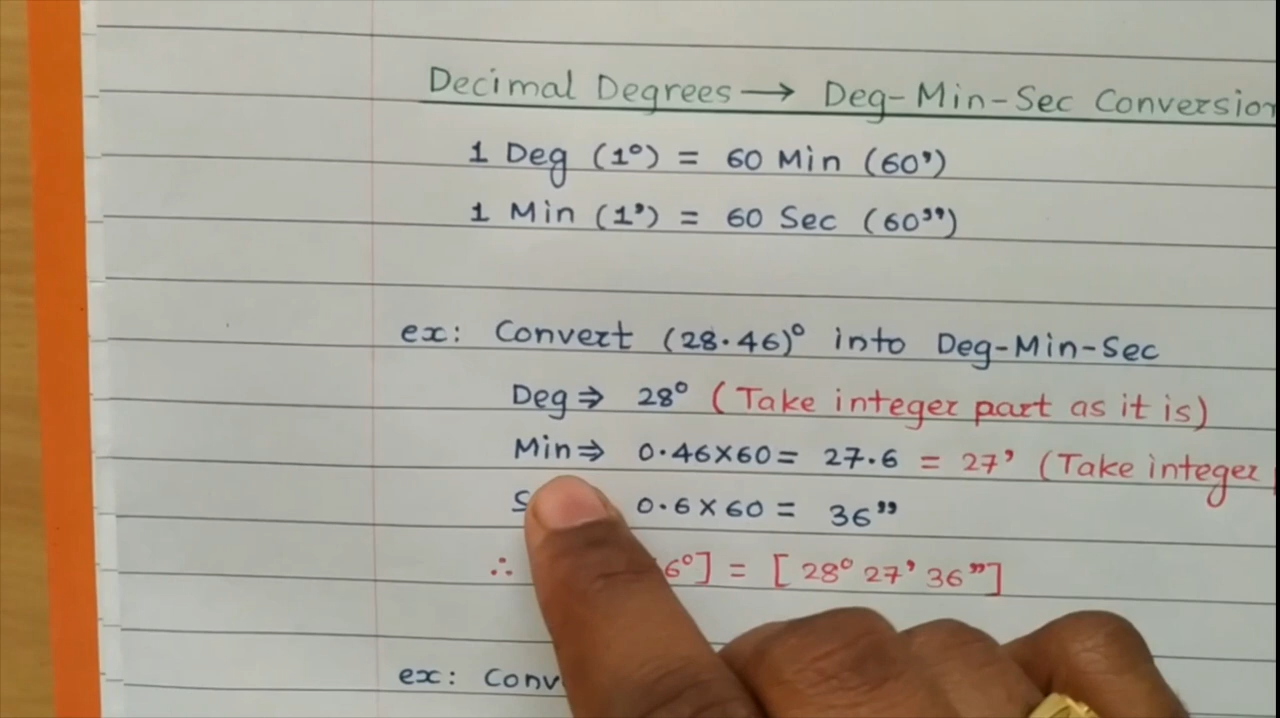 Decimal Degrees → Deg-Min-Sec Conversion
1 Deg (1°) = 60 Min (60')
1 Min (1') = 60 Sec (60'')
ex: Convert (28.46)° into Deg-Min-Sec
Deg ⇒ 28° (Take integer part as it is)
Min ⇒ 0.46×60 = 27.6 = 27' (Take integer
0.6×60 = 36''
∴ 6°] = [28° 27' 36'']
ex: